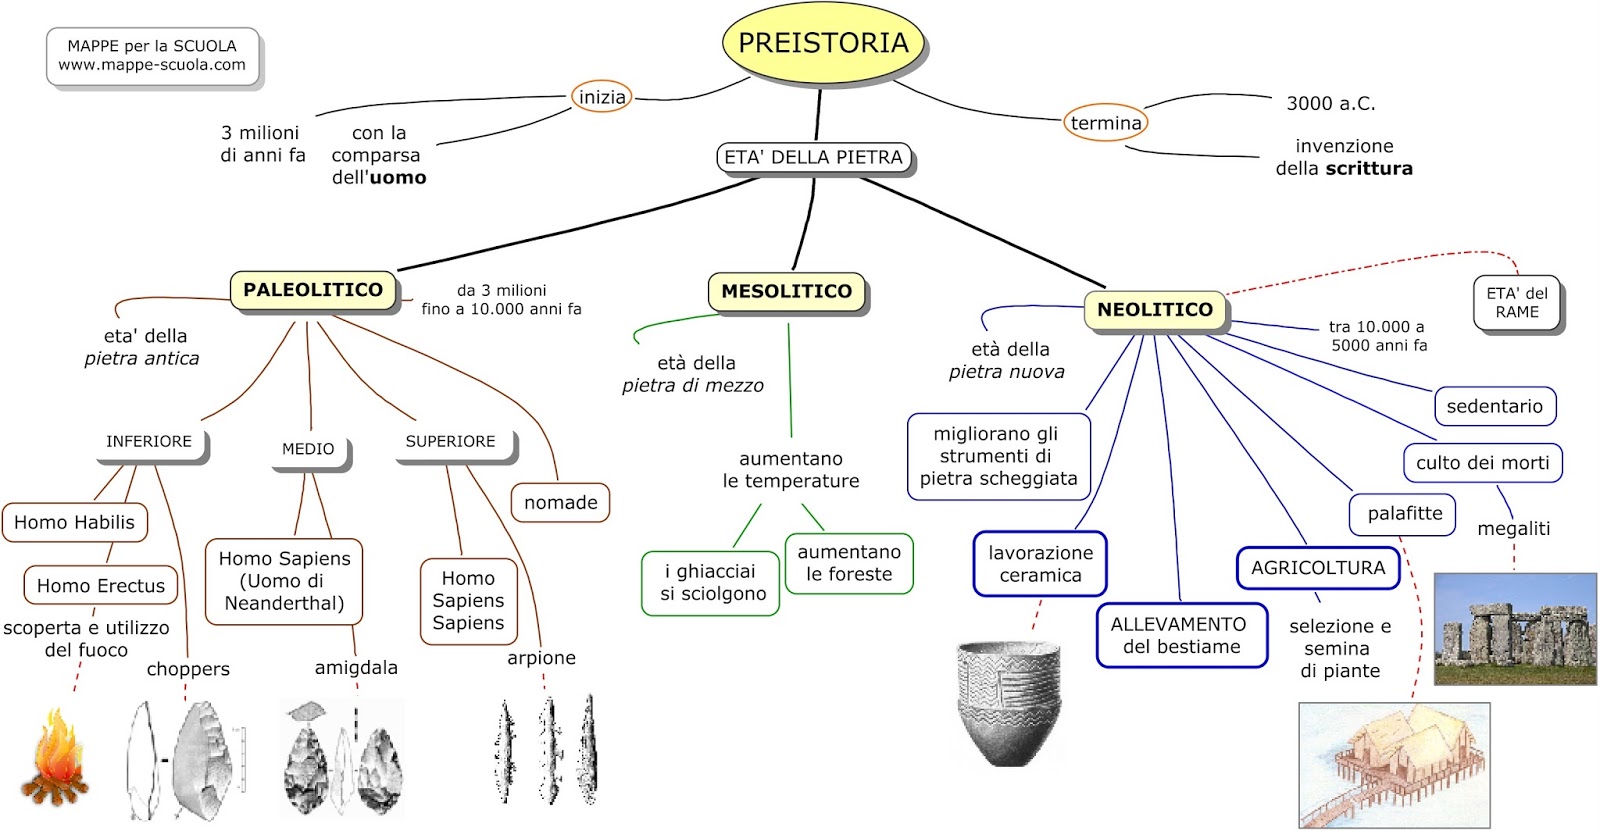 PREISTORIA
MAPPE per la SCUOLA
www.mappe-scuola.com
inizia
3 milioni
di anni fa
con la
comparsa
dell'uomo
termina
3000 a.C.
invenzione
della scrittura
ETA' DELLA PIETRA
PALEOLITICO
da 3 milioni
fino a 10.000 anni fa
eta' della
pietra antica
INFERIORE
MEDIO
SUPERIORE
nomade
Homo Habilis
Homo Erectus
scoperta e utilizzo
del fuoco
choppers
Homo Sapiens
(Uomo di
Neanderthal)
amigdala
Homo
Sapiens
Sapiens
arpione
MESOLITICO
età della
pietra di mezzo
aumentano
le temperature
i ghiacciai
si sciolgono
aumentano
le foreste
NEOLITICO
ETA' del
RAME
tra 10.000 a
5000 anni fa
età della
pietra nuova
migliorano gli
strumenti di
pietra scheggiata
lavorazione
ceramica
ALLEVAMENTO
del bestiame
AGRICOLTURA
selezione e
semina
di piante
palafitte
culto dei morti
megaliti
sedentario